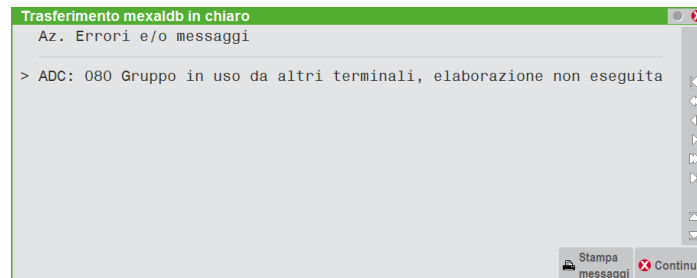 Trasferimento mexaldb in chiaro
Az. Errori e/o messaggi
> ADC: 080 Gruppo in uso da altri terminali, elaborazione non eseguita
Stampa
messaggi
Continu